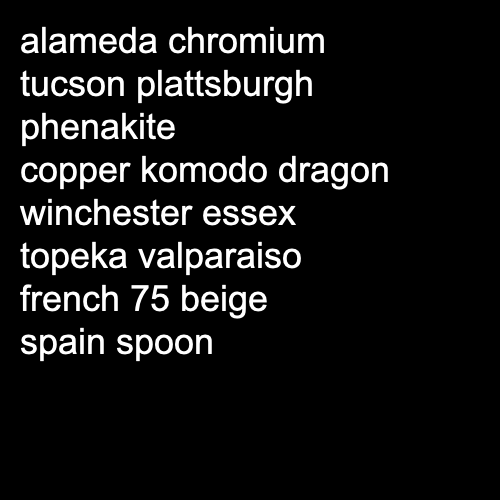 alameda chromium
tucson plattsburgh
phenakite
copper komodo dragon
winchester essex
topeka valparaiso
french 75 beige
spain spoon